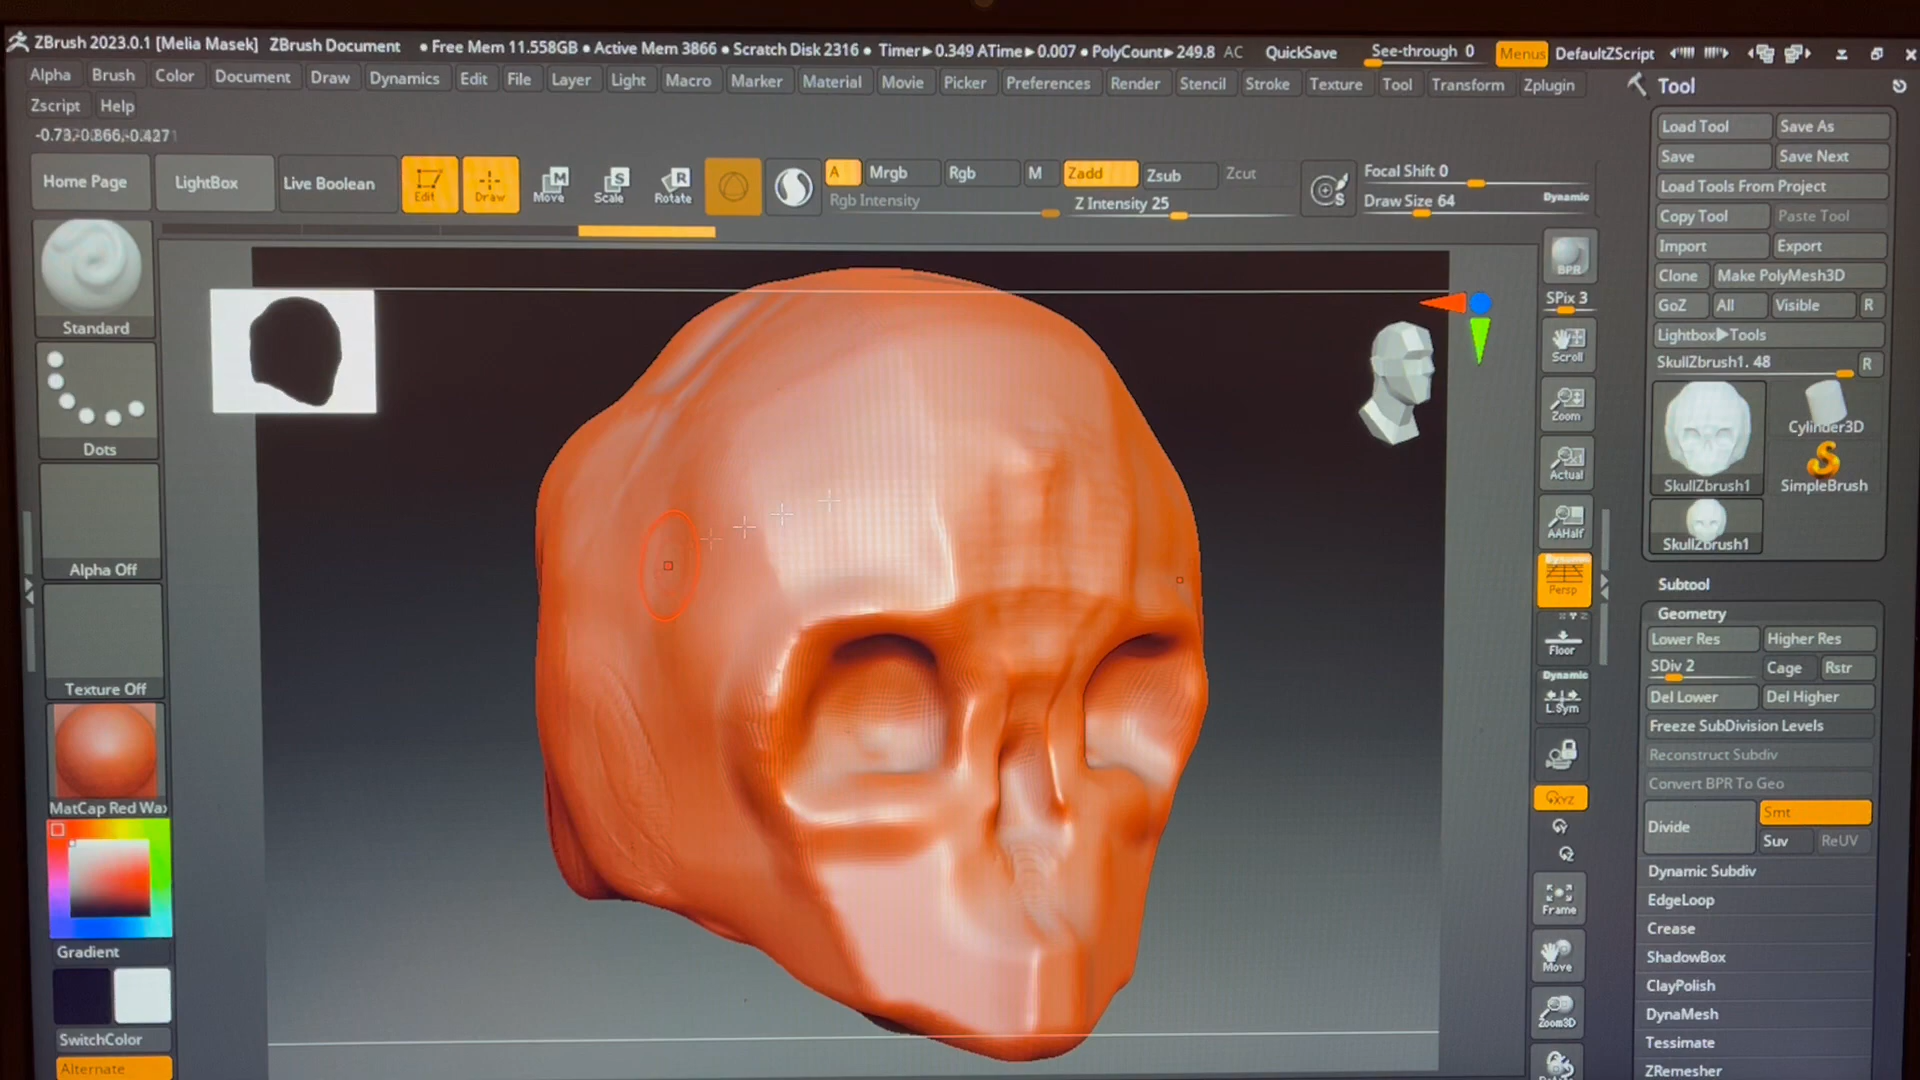 ZBrush 2023.0.1 [Melia Masek] ZBrush Document • Free Mem 11.558GB • Active Mem 3866 • Scratch Disk 2316 • Timer▸0.349 ATime▸0.007 • PolyCount▸249.8 AC QuickSave See-through 0 Menus DefaultZScript
Alpha Brush Color Document Draw Dynamics Edit File Layer Light Macro Marker Material Movie Picker Preferences Render Stencil Stroke Texture Tool Transform Zplugin
Zscript Help
Home Page LightBox Live Boolean Edit Draw Move Scale Rotate
A Mrgb Rgb M Zadd Zsub Zcut
Rgb Intensity Z Intensity 25
Focal Shift 0
Draw Size 64 Dynamic
Standard
Dots
Alpha Off
Texture Off
MatCap Red Wax
Gradient
SwitchColor
Alternate
BPR
SPix 3
Scroll
Zoom
Actual
AAHalf
Dynamic
Persp
Floor
Dynamic
L.Sym
XYZ
Y
Z
Frame
Move
Zoom3D
Tool
Load Tool Save As
Save Save Next
Load Tools From Project
Copy Tool Paste Tool
Import Export
Clone Make PolyMesh3D
GoZ All Visible R
Lightbox▸Tools
SkullZbrush1. 48 R
SkullZbrush1
Cylinder3D
SimpleBrush
SkullZbrush1
Subtool
Geometry
Lower Res Higher Res
SDiv 2 Cage Rstr
Del Lower Del Higher
Freeze SubDivision Levels
Reconstruct Subdiv
Convert BPR To Geo
Divide Smt
Suv ReUV
Dynamic Subdiv
EdgeLoop
Crease
ShadowBox
ClayPolish
DynaMesh
Tessimate
ZRemesher